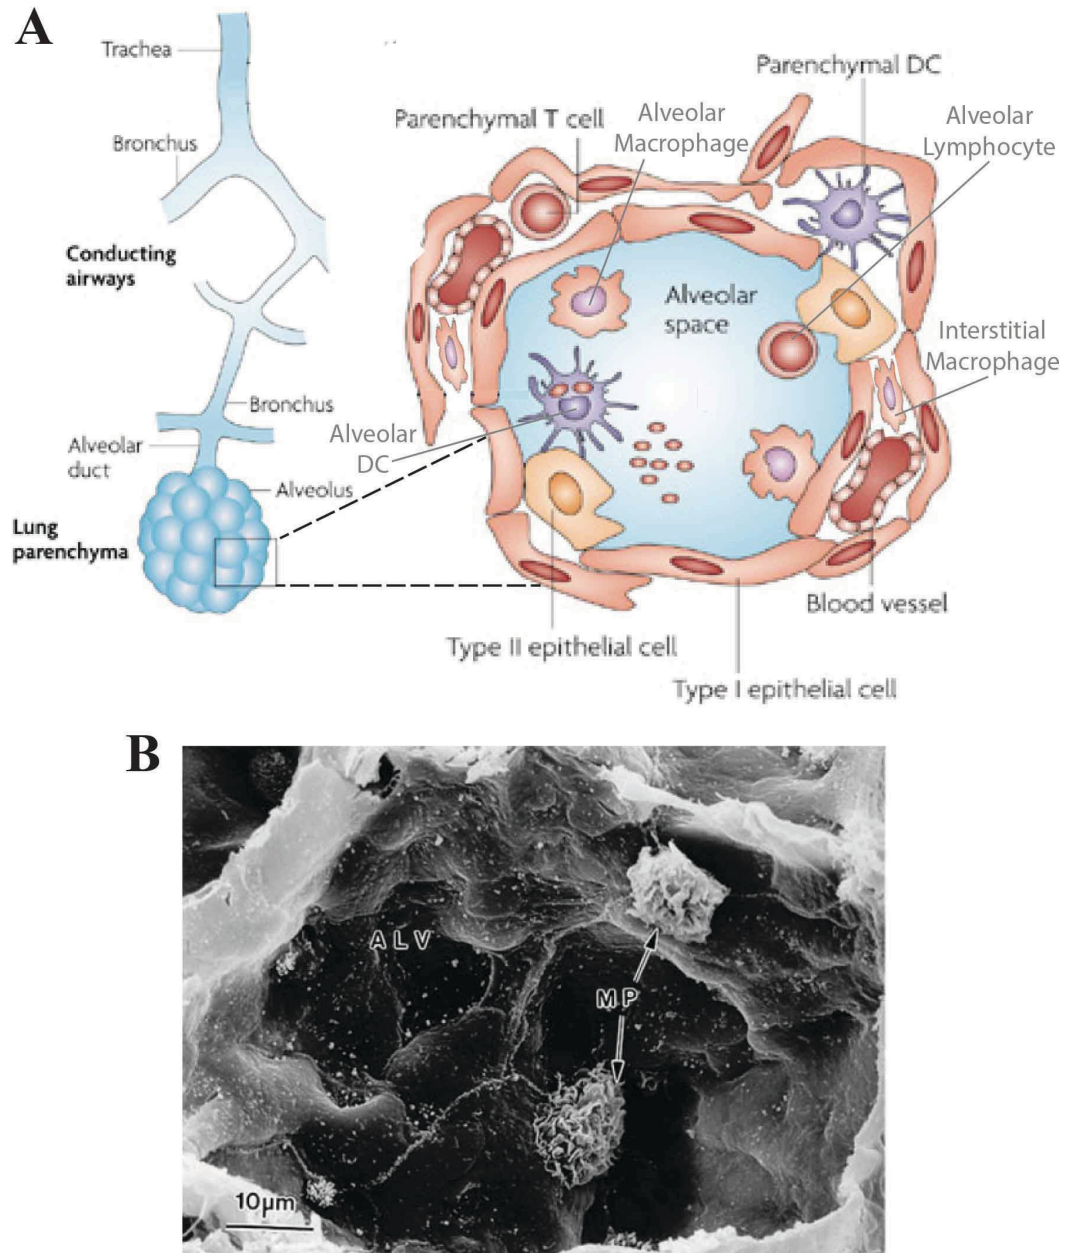 A
Trachea
Bronchus
Conducting
airways
Bronchus
Alveolar
duct
Alveolus
Lung
parenchyma
Parenchymal T cell
Alveolar
Macrophage
Parenchymal DC
Alveolar
Lymphocyte
Alveolar
space
Interstitial
Macrophage
Alveolar
DC
Blood vessel
Type II epithelial cell
Type I epithelial cell
B
ALV
MP
10μm